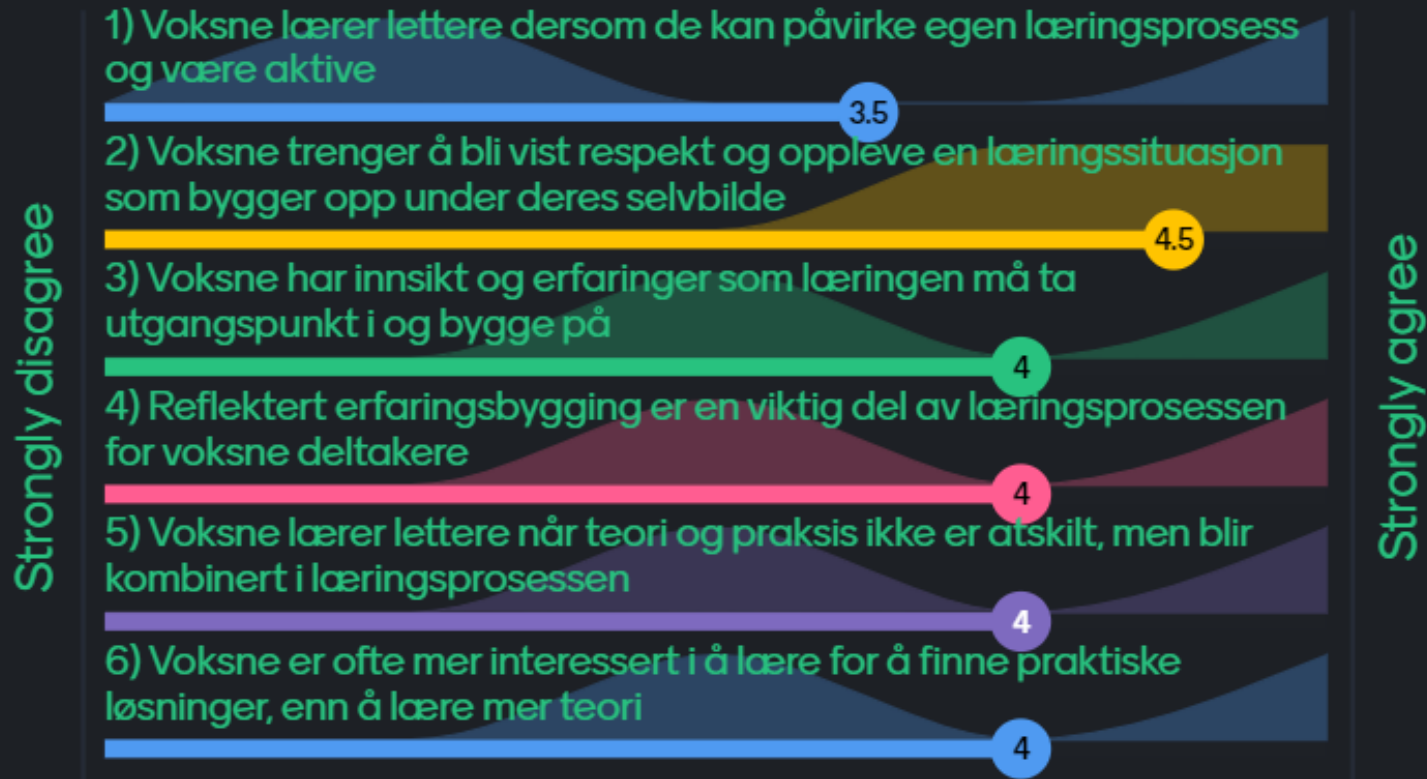 Strongly disagree
1) Voksne lærer lettere dersom de kan påvirke egen læringsprosess
og være aktive
3.5
2) Voksne trenger å bli vist respekt og oppleve en læringssituasjon
som bygger opp under deres selvbilde
4.5
3) Voksne har innsikt og erfaringer som læringen må ta
utgangspunkt i og bygge på
4
4) Reflektert erfaringsbygging er en viktig del av læringsprosessen
for voksne deltakere
4
5) Voksne lærer lettere når teori og praksis ikke er atskilt, men blir
kombinert i læringsprosessen
4
6) Voksne er ofte mer interessert i å lære for å finne praktiske
løsninger, enn å lære mer teori
4
Strongly agree